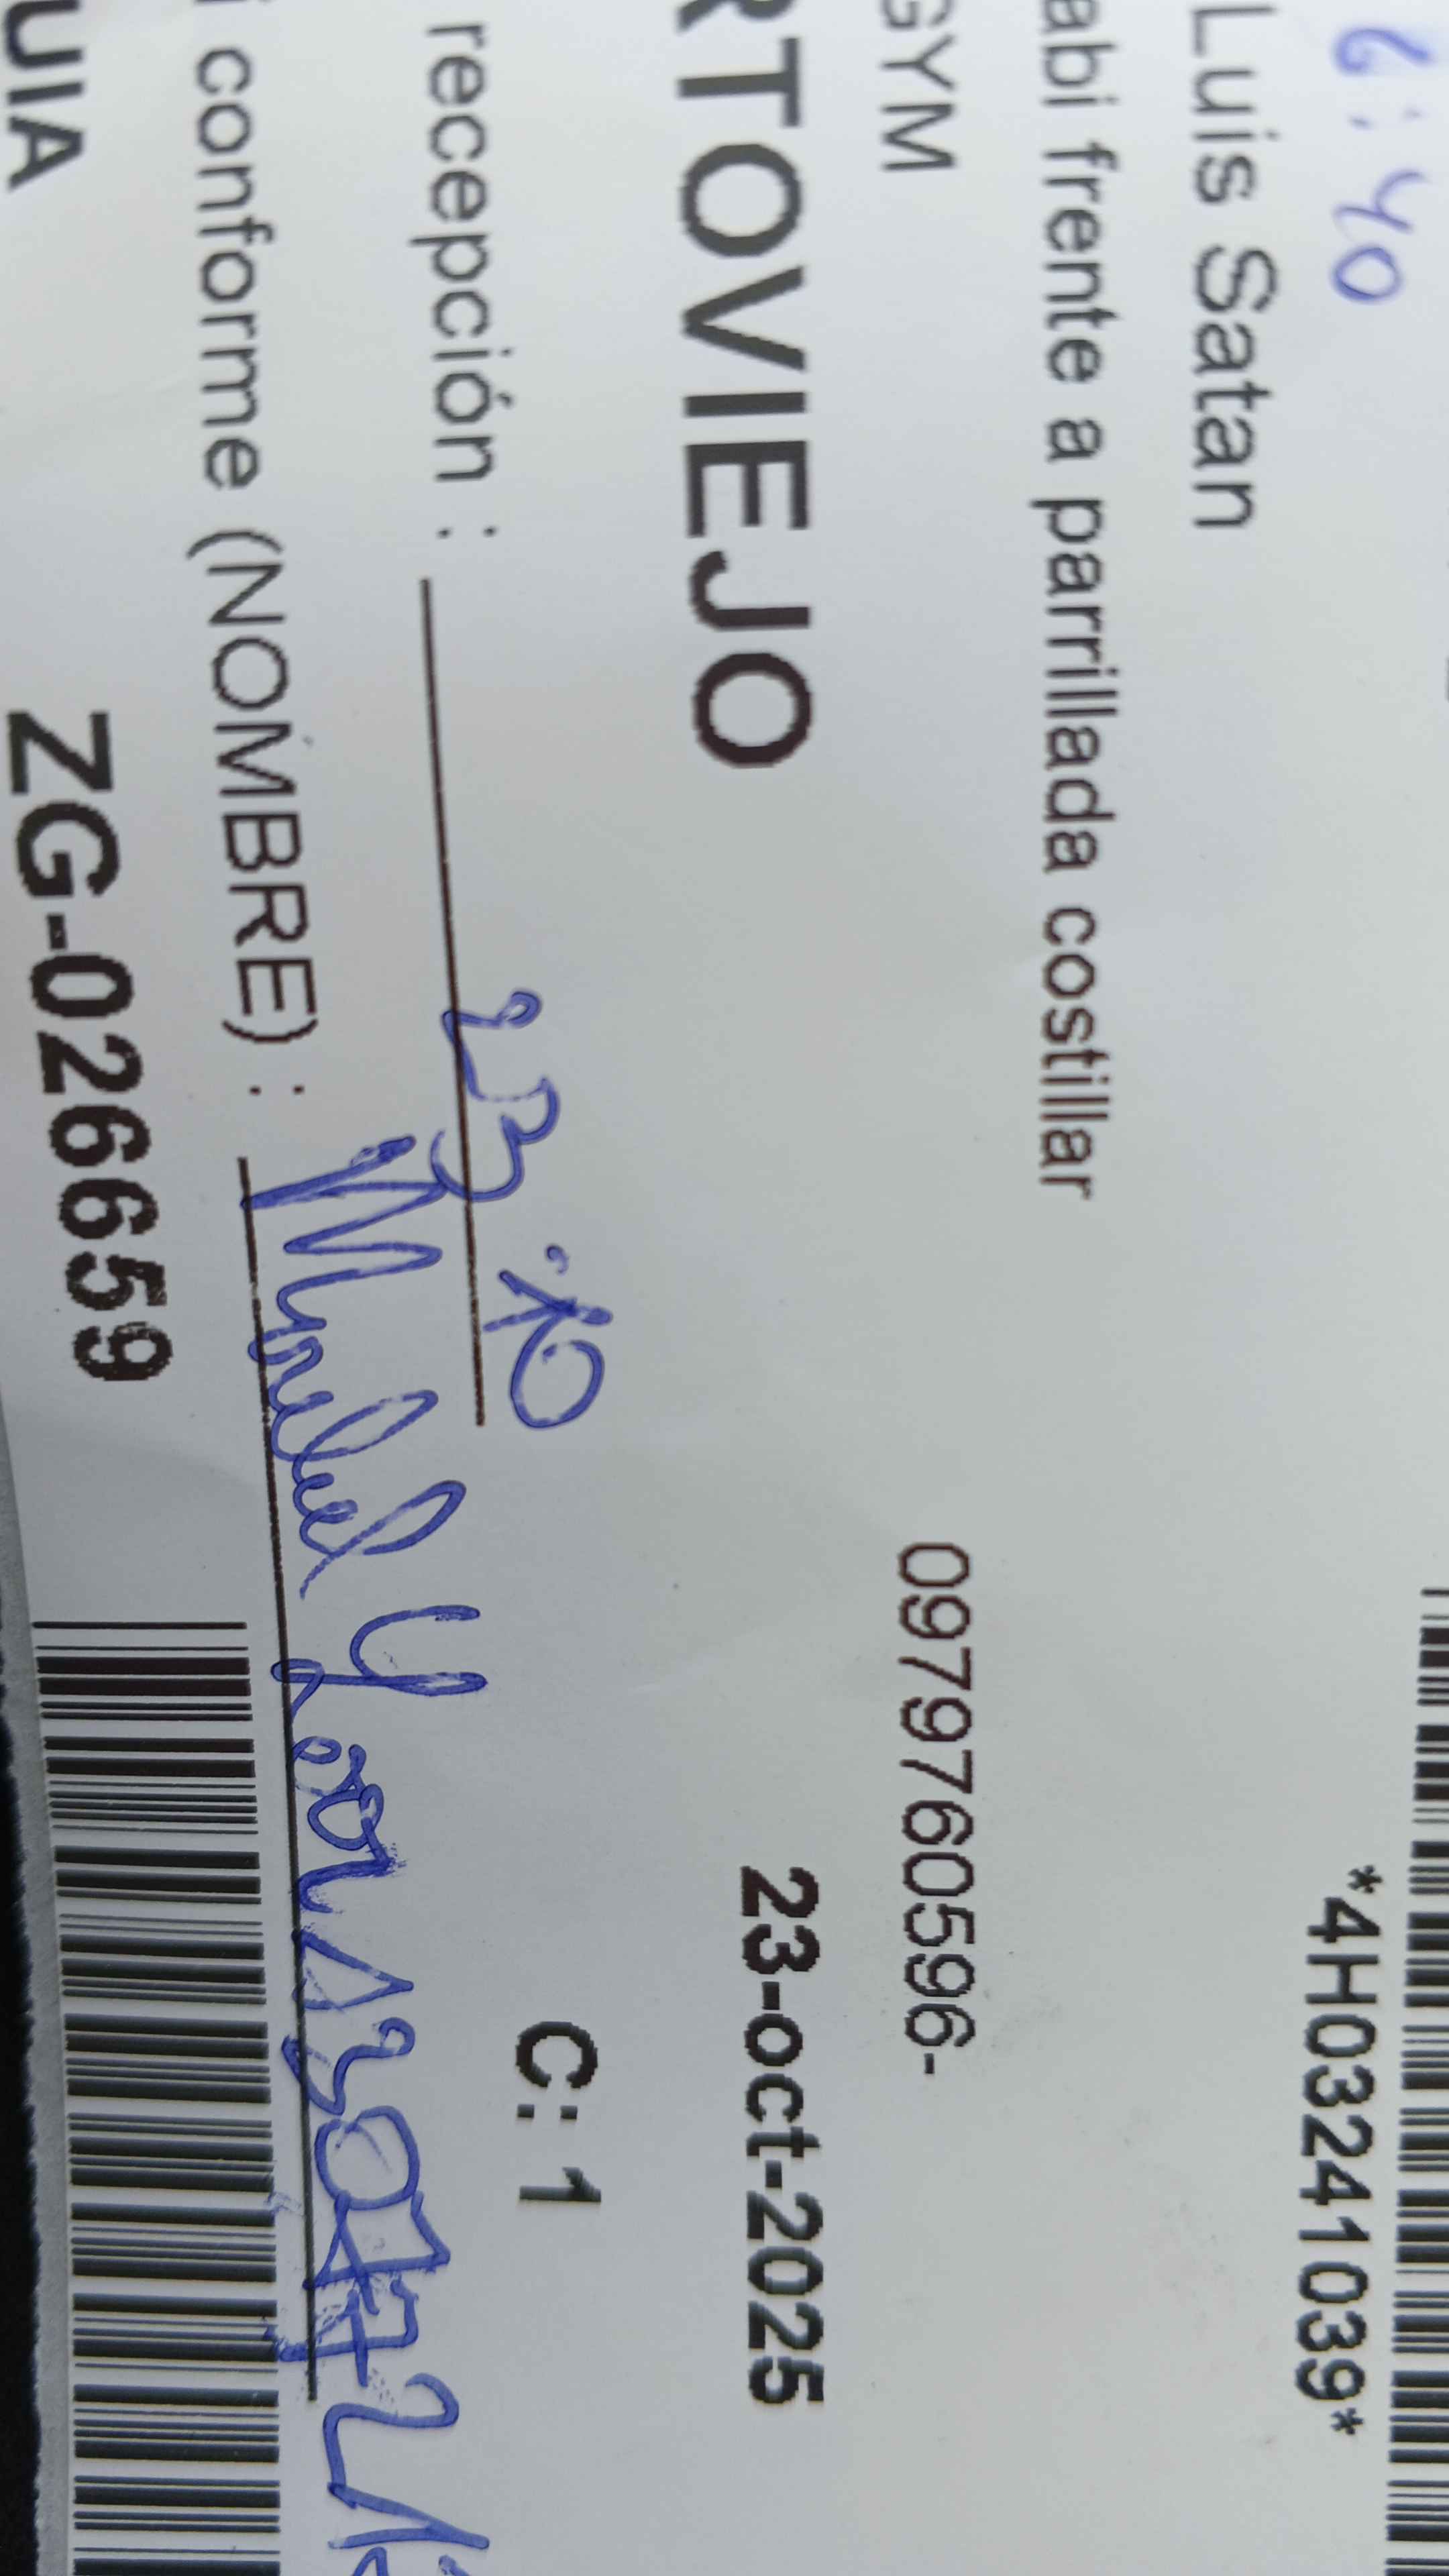 6:40
*4H03241039*
Luis Satan
abi frente a parrillada costillar
GYM 0979760596-
RTOVIEJO 23-oct-2025
recepción : 23 10
C: 1
i conforme (NOMBRE) :
UIA ZG-026659